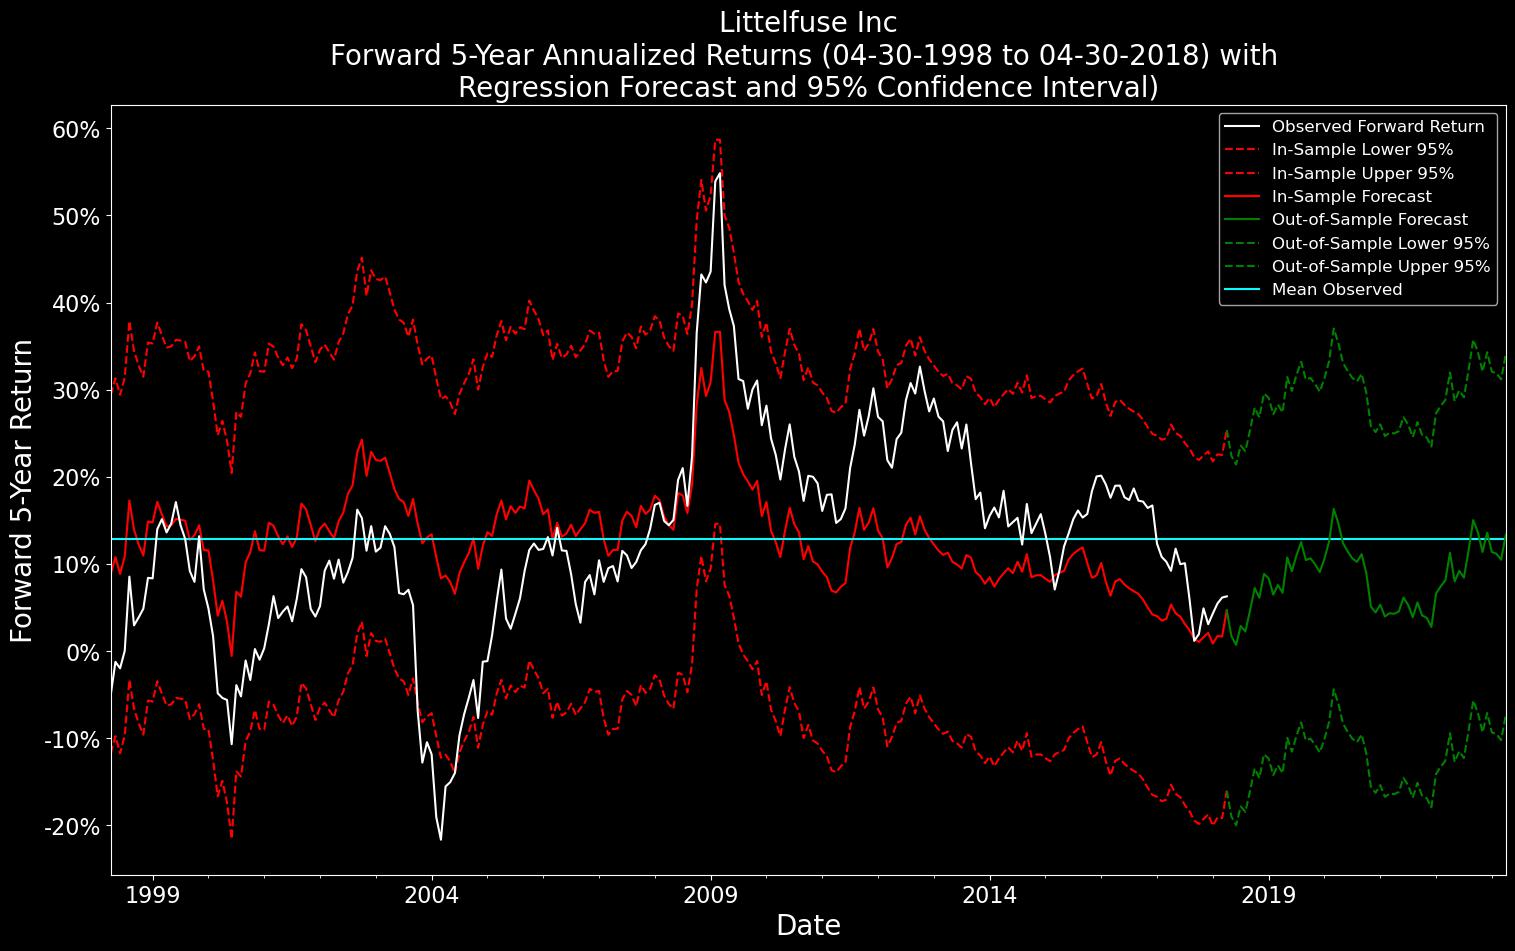 Littelfuse Inc
Forward 5-Year Annualized Returns (04-30-1998 to 04-30-2018) with
Regression Forecast and 95% Confidence Interval)
Forward 5-Year Return
60%
50%
40%
30%
20%
10%
0%
-10%
-20%
Observed Forward Return
In-Sample Lower 95%
In-Sample Upper 95%
In-Sample Forecast
Out-of-Sample Forecast
Out-of-Sample Lower 95%
Out-of-Sample Upper 95%
Mean Observed
1999 2004 2009 2014 2019
Date